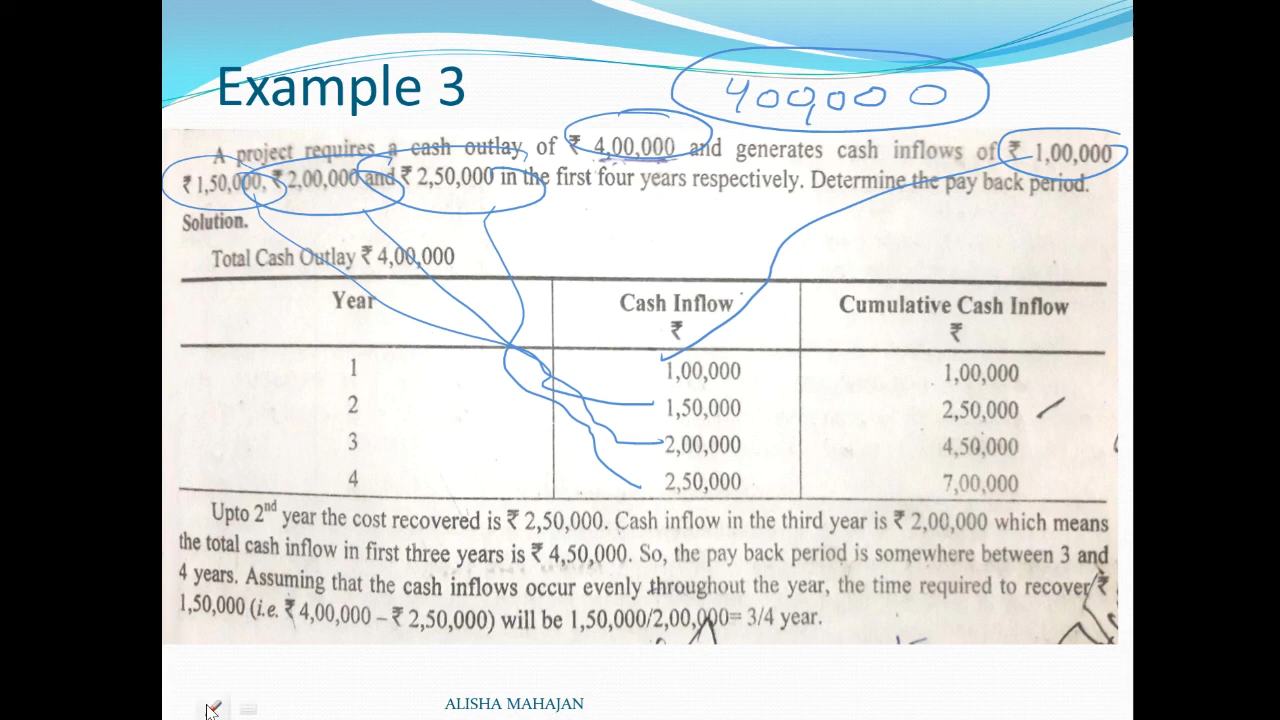 Example 3
400000
A project requires a cash outlay of ₹ 4,00,000 and generates cash inflows of ₹ 1,00,000
₹ 1,50,000, ₹ 2,00,000 and ₹ 2,50,000 in the first four years respectively. Determine the pay back period.
Solution.
Total Cash Outlay ₹ 4,00,000
Year Cash Inflow Cumulative Cash Inflow
₹ ₹
1 1,00,000 1,00,000
2 1,50,000 2,50,000
3 2,00,000 4,50,000
4 2,50,000 7,00,000
Upto 2nd year the cost recovered is ₹ 2,50,000. Cash inflow in the third year is ₹ 2,00,000 which means
the total cash inflow in first three years is ₹ 4,50,000. So, the pay back period is somewhere between 3 and
4 years. Assuming that the cash inflows occur evenly throughout the year, the time required to recover ₹
1,50,000 (i.e. ₹ 4,00,000 – ₹ 2,50,000) will be 1,50,000/2,00,000= 3/4 year.
ALISHA MAHAJAN